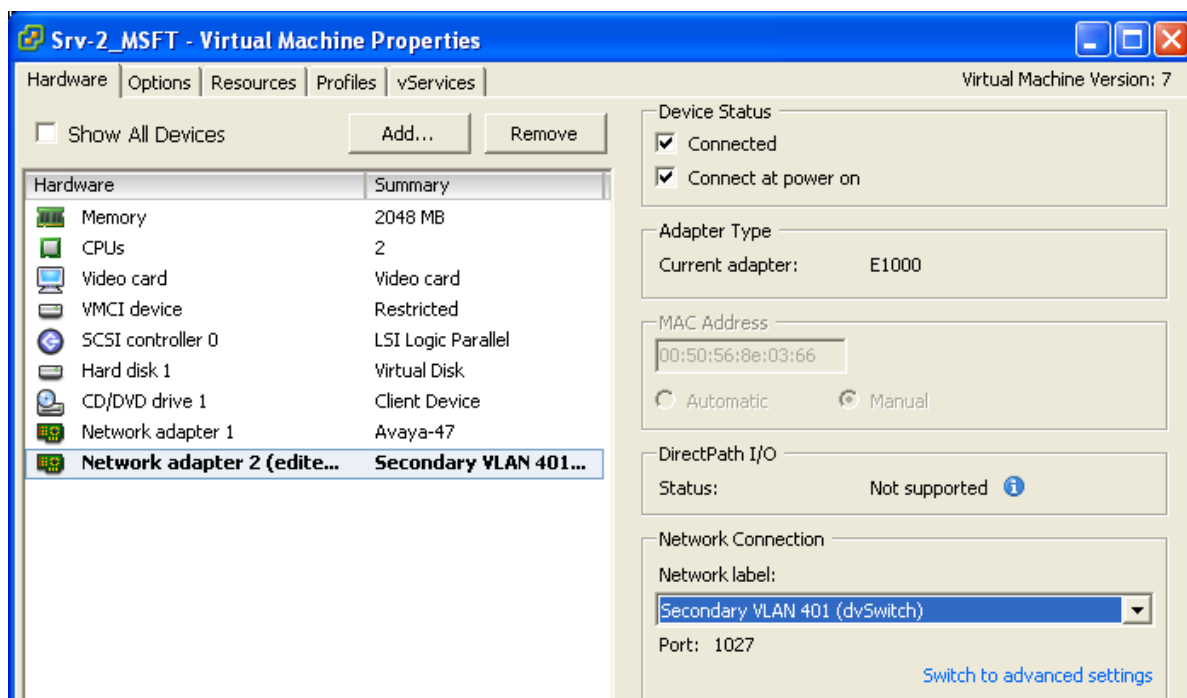 Srv-2_MSFT - Virtual Machine Properties
Hardware Options Resources Profiles vServices Virtual Machine Version: 7
Show All Devices Add... Remove
Hardware Summary
Memory 2048 MB
CPUs 2
Video card Video card
VMCI device Restricted
SCSI controller 0 LSI Logic Parallel
Hard disk 1 Virtual Disk
CD/DVD drive 1 Client Device
Network adapter 1 Avaya-47
Network adapter 2 (edite... Secondary VLAN 401...
Device Status
Connected
Connect at power on
Adapter Type
Current adapter: E1000
MAC Address
00:50:56:8e:03:66
Automatic Manual
DirectPath I/O
Status: Not supported
Network Connection
Network label:
Secondary VLAN 401 (dvSwitch)
Port: 1027
Switch to advanced settings